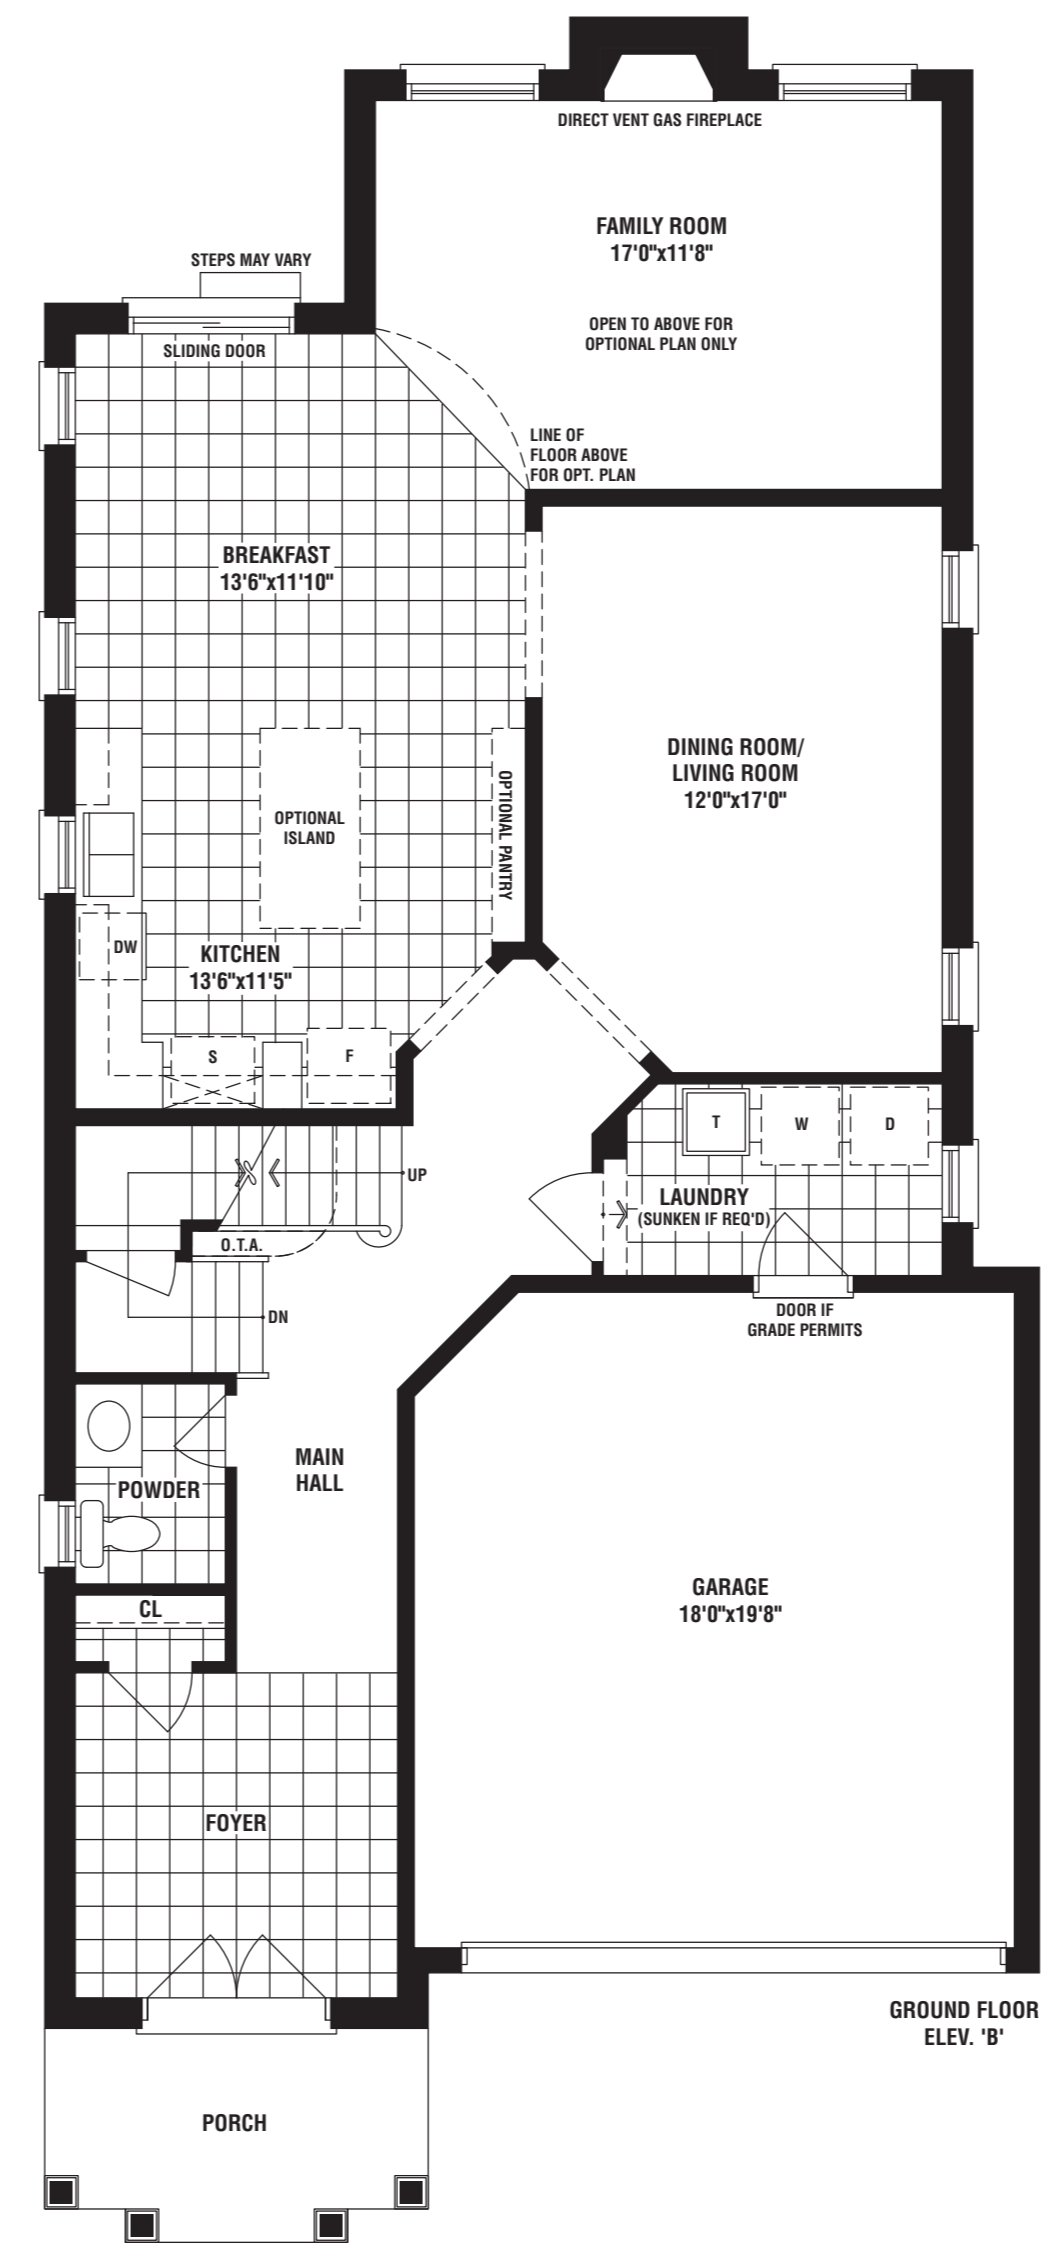 DIRECT VENT GAS FIREPLACE
FAMILY ROOM
17'0"x11'8"
STEPS MAY VARY
OPEN TO ABOVE FOR
OPTIONAL PLAN ONLY
SLIDING DOOR
LINE OF
FLOOR ABOVE
FOR OPT. PLAN
BREAKFAST
13'6"x11'10"
DINING ROOM/
LIVING ROOM
12'0"x17'0"
OPTIONAL
ISLAND
OPTIONAL PANTRY
DW
KITCHEN
13'6"x11'5"
S
F
T
W
D
UP
LAUNDRY
(SUNKEN IF REQ'D)
O.T.A.
DN
DOOR IF
GRADE PERMITS
MAIN
HALL
POWDER
CL
GARAGE
18'0"x19'8"
FOYER
GROUND FLOOR
ELEV. 'B'
PORCH